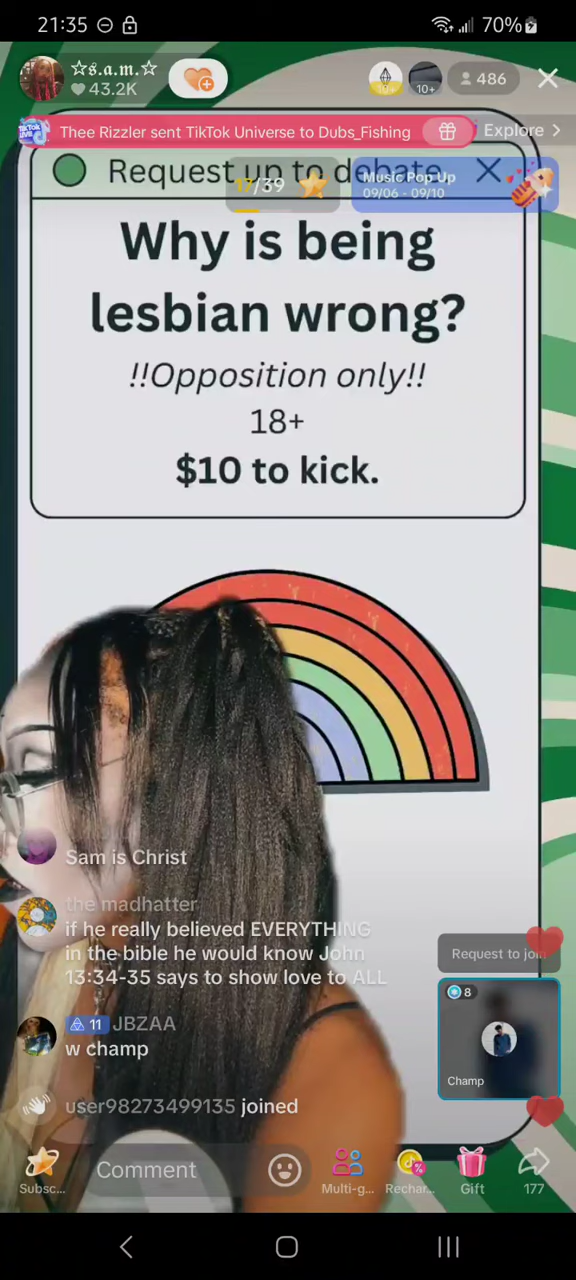 21:35 70%
☆𝖘.𝖆.𝖒.☆
43.2K
10+
486
Thee Rizzler sent TikTok Universe to Dubs_Fishing
Explore >
Request up to debate
/39
Music Pop Up
09/06 - 09/10
Why is being
lesbian wrong?
!!Opposition only!!
18+
$10 to kick.
Sam is Christ
the madhatter
if he really believed EVERYTHING
in the bible he would know John
13:34-35 says to show love to ALL
Request to join
8
11 JBZAA
w champ
Champ
user98273499135 joined
Comment
Subsc...
Multi-g...
Rechar...
Gift
177